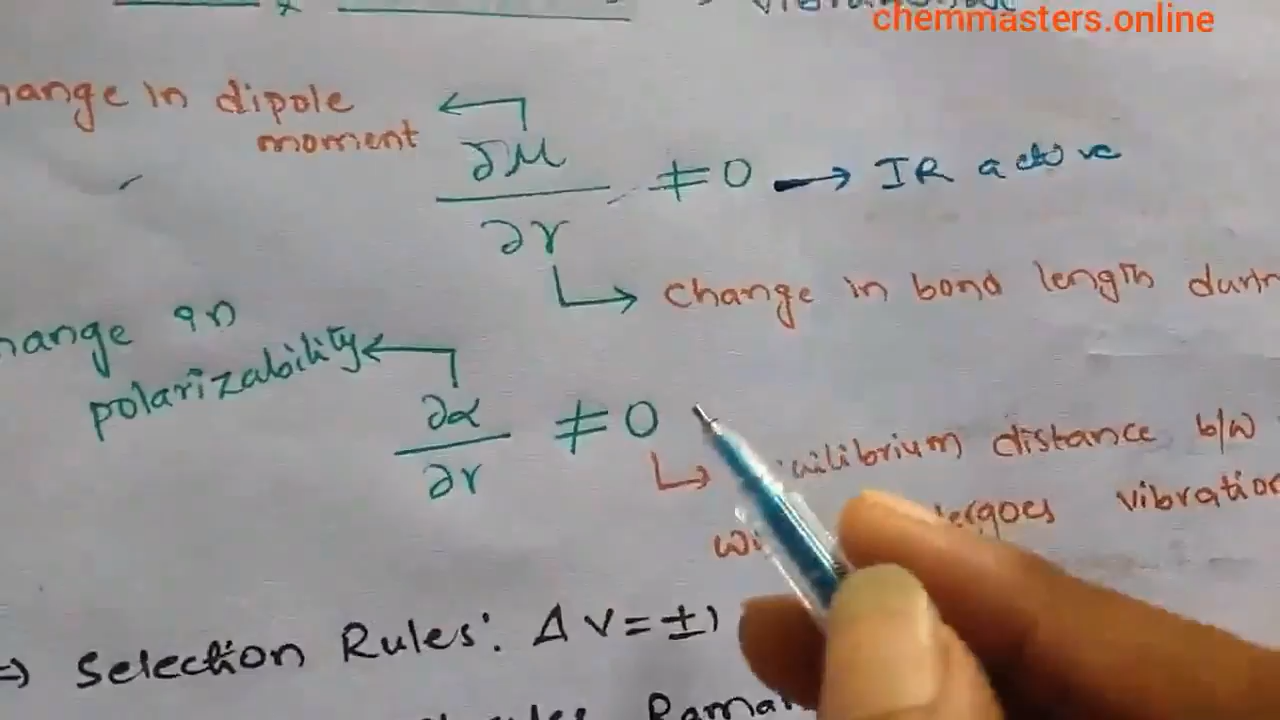 chemmasters.online
hange in dipole
moment
∂μ
∂r
≠0 → IR active
change in bond length durin
hange in
polarizability
∂α
∂r
≠0
uilibrium distance b/w
ergoes vibration
=> Selection Rules: Δv=±1
Raman